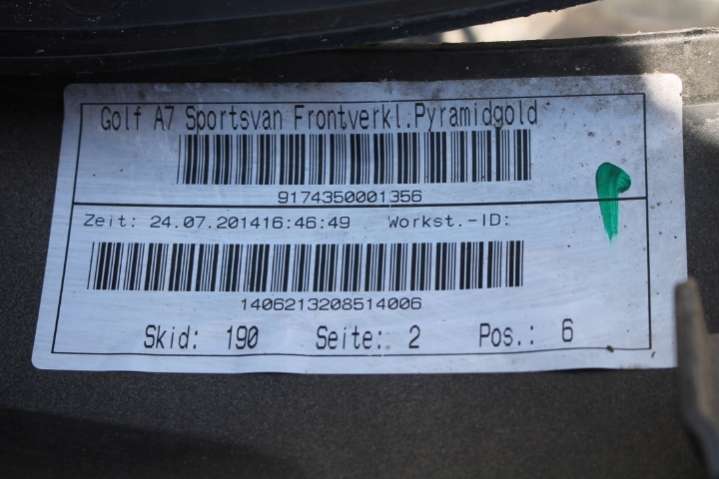 Golf A7 Sportsvan Frontverkl.Pyramidgold
9174350001356
Zeit: 24.07.201416:46:49 Workst.-ID:
1406213208514006
Skid: 190 Seite: 2 Pos.: 6